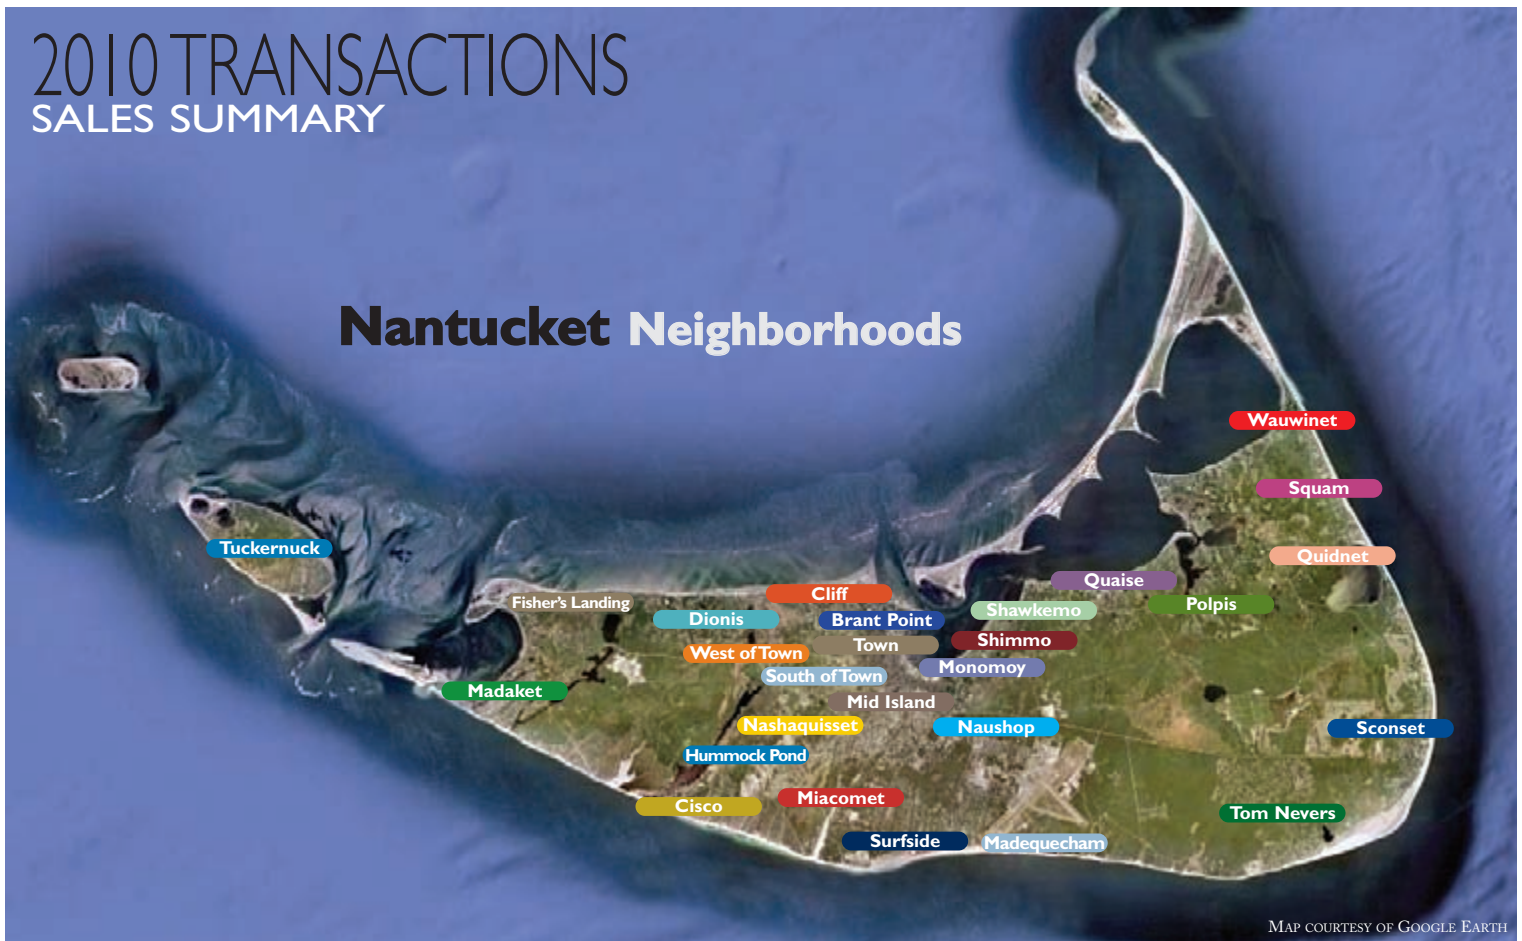 2010 TRANSACTIONS
SALES SUMMARY
Nantucket Neighborhoods
Wauwinet
Squam
Tuckernuck
Quidnet
Quaise
Cliff
Fisher's Landing
Polpis
Shawkemo
Dionis
Brant Point
Shimmo
Town
West of Town
Monomoy
South of Town
Madaket
Mid Island
Nashaquisset
Naushop
Sconset
Hummock Pond
Miacomet
Cisco
Tom Nevers
Surfside
Madequecham
MAP COURTESY OF GOOGLE EARTH